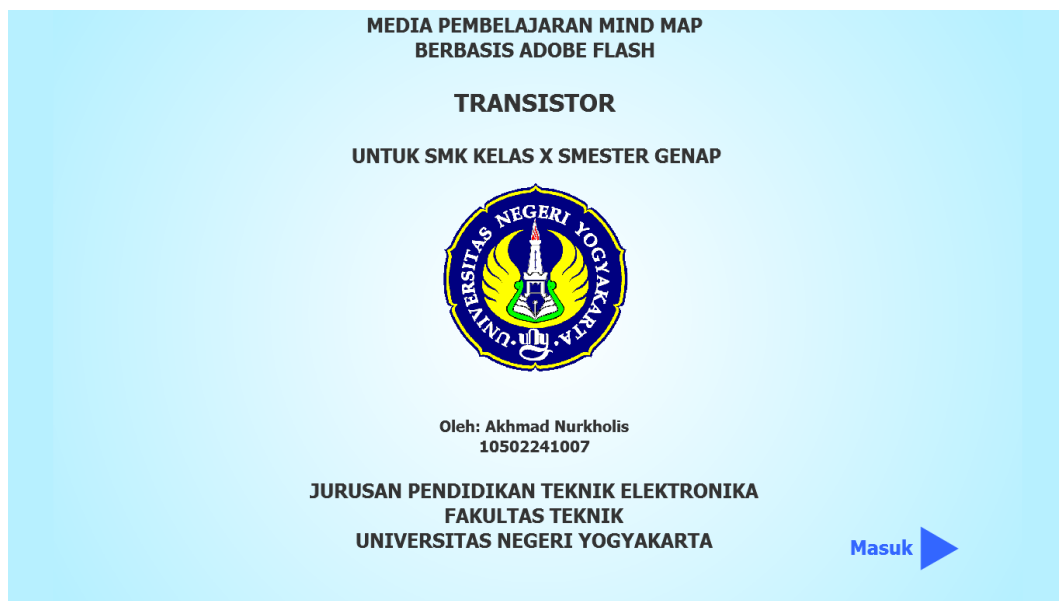 MEDIA PEMBELAJARAN MIND MAP
BERBASIS ADOBE FLASH
TRANSISTOR
UNTUK SMK KELAS X SMESTER GENAP
UNIVERSITAS NEGERI YOGYAKARTA
uny
Oleh: Akhmad Nurkholis
10502241007
JURUSAN PENDIDIKAN TEKNIK ELEKTRONIKA
FAKULTAS TEKNIK
UNIVERSITAS NEGERI YOGYAKARTA
Masuk